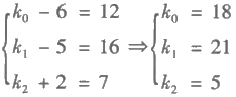 k₀ - 6 = 12 ⇒ k₀ = 18
k₁ - 5 = 16 k₁ = 21
k₂ + 2 = 7 k₂ = 5